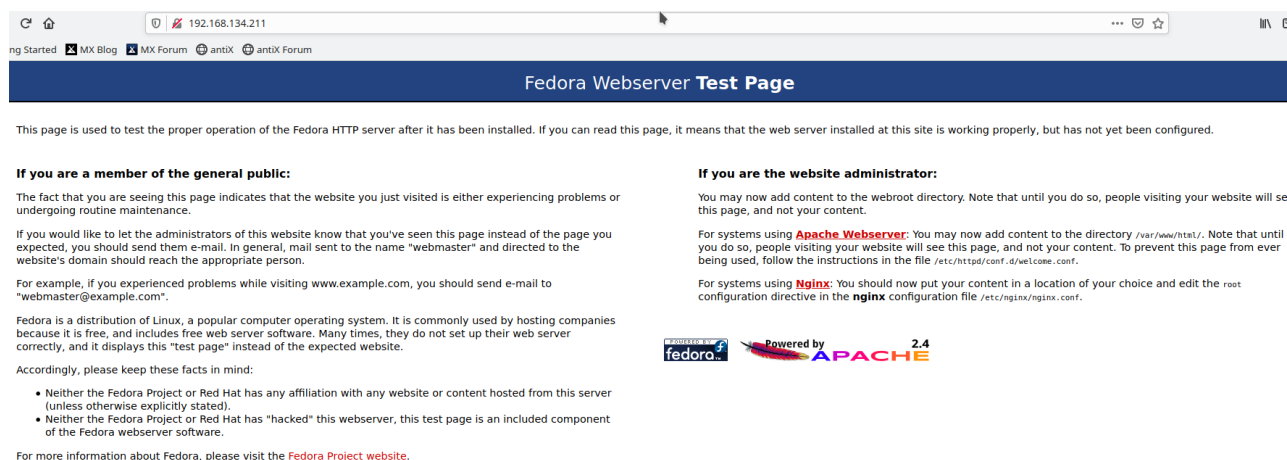 192.168.134.211
ng Started MX Blog MX Forum antiX antiX Forum
Fedora Webserver Test Page
This page is used to test the proper operation of the Fedora HTTP server after it has been installed. If you can read this page, it means that the web server installed at this site is working properly, but has not yet been configured.
If you are a member of the general public:
The fact that you are seeing this page indicates that the website you just visited is either experiencing problems or
undergoing routine maintenance.
If you would like to let the administrators of this website know that you've seen this page instead of the page you
expected, you should send them e-mail. In general, mail sent to the name "webmaster" and directed to the
website's domain should reach the appropriate person.
For example, if you experienced problems while visiting www.example.com, you should send e-mail to
"webmaster@example.com".
Fedora is a distribution of Linux, a popular computer operating system. It is commonly used by hosting companies
because it is free, and includes free web server software. Many times, they do not set up their web server
correctly, and it displays this "test page" instead of the expected website.
Accordingly, please keep these facts in mind:
• Neither the Fedora Project or Red Hat has any affiliation with any website or content hosted from this server
(unless otherwise explicitly stated).
• Neither the Fedora Project or Red Hat has "hacked" this webserver, this test page is an included component
of the Fedora webserver software.
For more information about Fedora, please visit the Fedora Project website.
If you are the website administrator:
You may now add content to the webroot directory. Note that until you do so, people visiting your website will se
this page, and not your content.
For systems using Apache Webserver: You may now add content to the directory /var/www/html/. Note that until
you do so, people visiting your website will see this page, and not your content. To prevent this page from ever
being used, follow the instructions in the file /etc/httpd/conf.d/welcome.conf.
For systems using Nginx: You should now put your content in a location of your choice and edit the root
configuration directive in the nginx configuration file /etc/nginx/nginx.conf.
POWERED BY
fedora
Powered by 2.4
APACHE